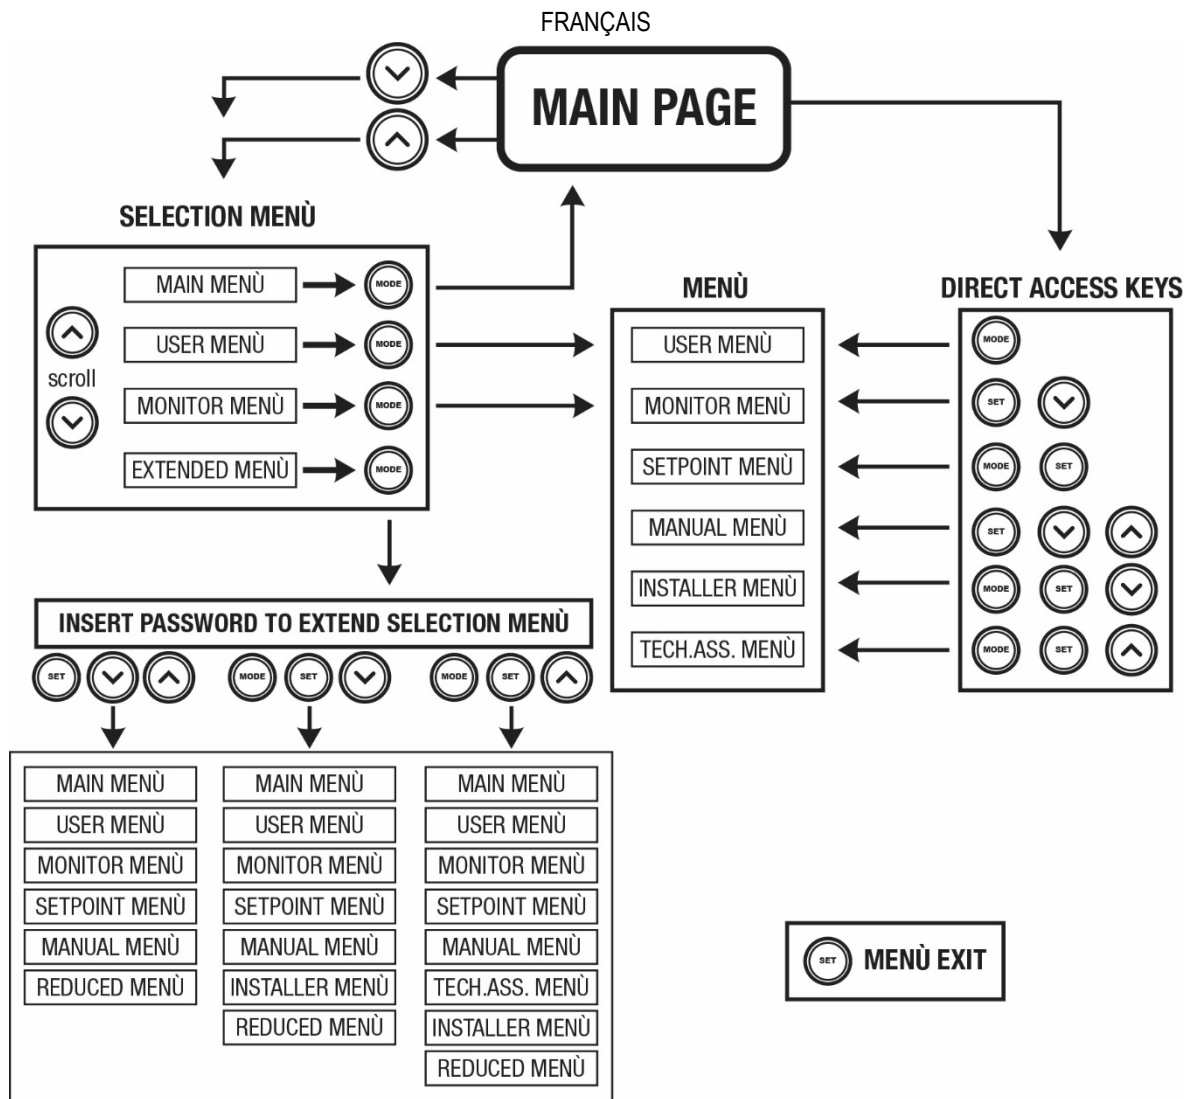 FRANÇAIS
MAIN PAGE
SELECTION MENÙ
MAIN MENÙ MODE
USER MENÙ MODE
scroll
MONITOR MENÙ MODE
EXTENDED MENÙ MODE
MENÙ
USER MENÙ
MONITOR MENÙ
SETPOINT MENÙ
MANUAL MENÙ
INSTALLER MENÙ
TECH.ASS. MENÙ
DIRECT ACCESS KEYS
MODE
SET
MODE SET
SET
MODE SET
MODE SET
INSERT PASSWORD TO EXTEND SELECTION MENÙ
SET MODE SET MODE SET
MAIN MENÙ
USER MENÙ
MONITOR MENÙ
SETPOINT MENÙ
MANUAL MENÙ
REDUCED MENÙ
MAIN MENÙ
USER MENÙ
MONITOR MENÙ
SETPOINT MENÙ
MANUAL MENÙ
INSTALLER MENÙ
REDUCED MENÙ
MAIN MENÙ
USER MENÙ
MONITOR MENÙ
SETPOINT MENÙ
MANUAL MENÙ
TECH.ASS. MENÙ
INSTALLER MENÙ
REDUCED MENÙ
SET MENÙ EXIT